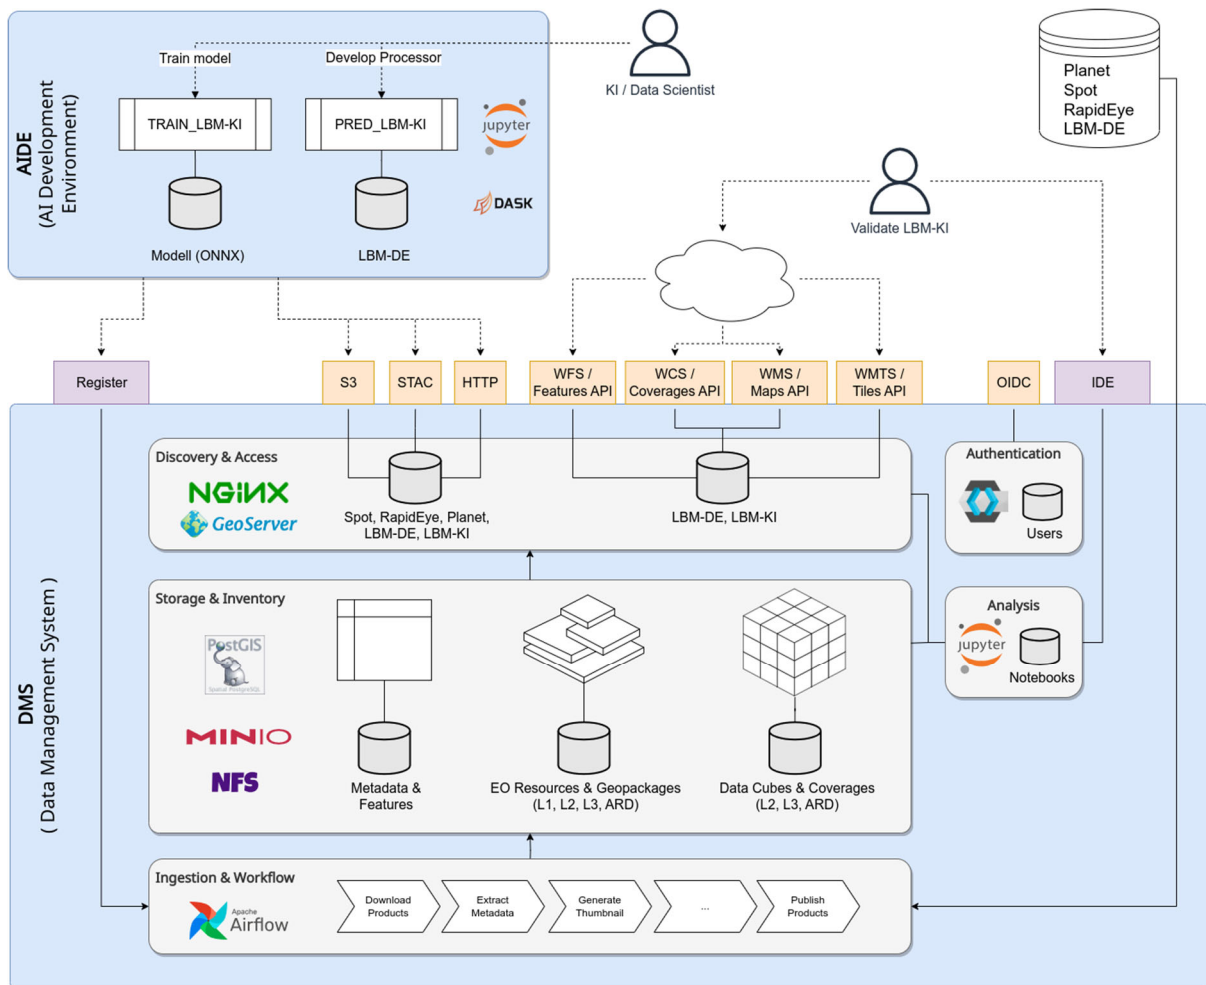 AIDE
(AI Development
Environment)
Train model
Develop Processor
TRAIN_LBM-KI
PRED_LBM-KI
jupyter
DASK
Modell (ONNX)
LBM-DE
KI / Data Scientist
Planet
Spot
RapidEye
LBM-DE
Validate LBM-KI
Register
S3
STAC
HTTP
WFS /
Features API
WCS /
Coverages API
WMS /
Maps API
WMTS /
Tiles API
OIDC
IDE
DMS
( Data Management System )
Discovery & Access
NGINX
GeoServer
Spot, RapidEye, Planet,
LBM-DE, LBM-KI
LBM-DE, LBM-KI
Authentication
Users
Storage & Inventory
PostGIS
Spatial PostgreSQL
MINIO
NFS
Metadata &
Features
EO Resources & Geopackages
(L1, L2, L3, ARD)
Data Cubes & Coverages
(L2, L3, ARD)
Analysis
jupyter
Notebooks
Ingestion & Workflow
Apache
Airflow
Download
Products
Extract
Metadata
Generate
Thumbnail
...
Publish
Products